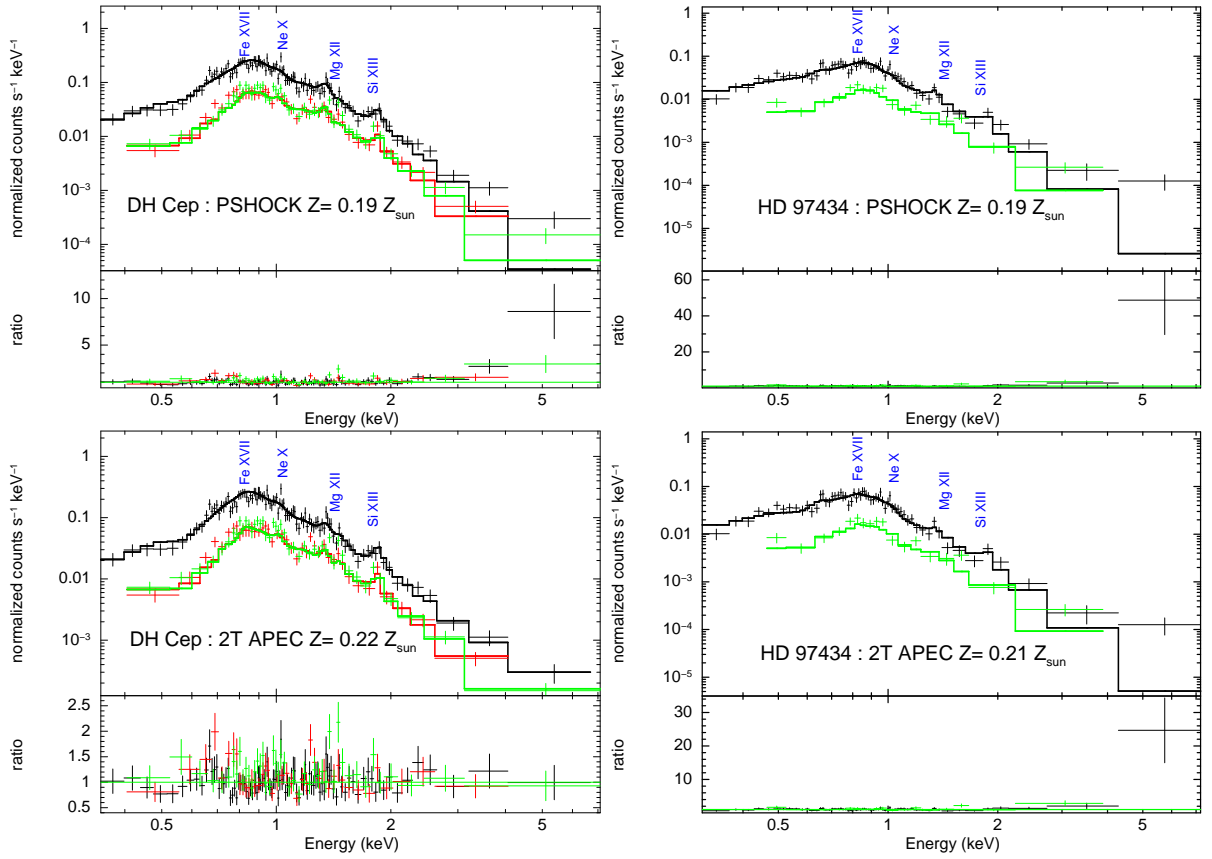 Fe XVII
Ne X
Mg XII
Si XIII
1
0.1
0.01
10⁻³
10⁻⁴
normalized counts s⁻¹ keV⁻¹
DH Cep : PSHOCK Z= 0.19 Z_sun
10
5
ratio
0.5
1
2
5
Energy (keV)
Fe XVII
Ne X
Mg XII
Si XIII
1
0.1
0.01
10⁻³
10⁻⁴
10⁻⁵
normalized counts s⁻¹ keV⁻¹
HD 97434 : PSHOCK Z= 0.19 Z_sun
60
40
20
ratio
0.5
1
2
5
Energy (keV)
Fe XVII
Ne X
Mg XII
Si XIII
1
0.1
0.01
10⁻³
normalized counts s⁻¹ keV⁻¹
DH Cep : 2T APEC Z= 0.22 Z_sun
2.5
2
1.5
1
0.5
ratio
0.5
1
2
5
Energy (keV)
Fe XVII
Ne X
Mg XII
Si XIII
1
0.1
0.01
10⁻³
10⁻⁴
10⁻⁵
normalized counts s⁻¹ keV⁻¹
HD 97434 : 2T APEC Z= 0.21 Z_sun
30
20
10
ratio
0.5
1
2
5
Energy (keV)